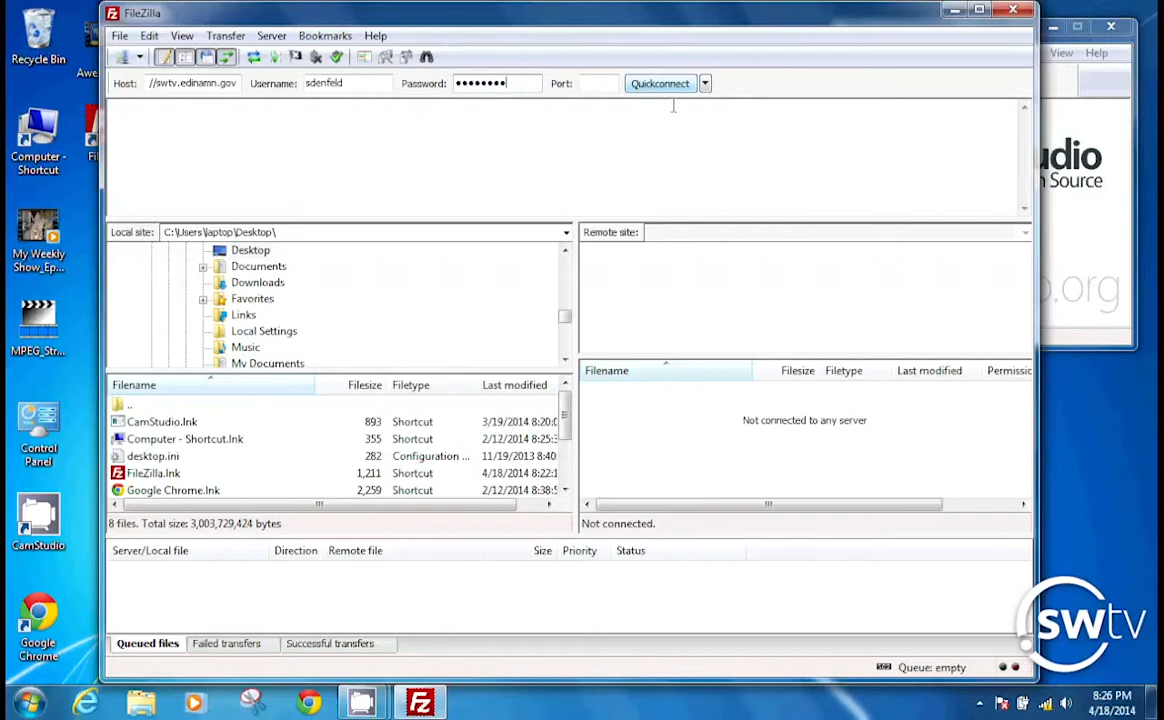 FileZilla
Recycle Bin
Awe
File Edit View Transfer Server Bookmarks Help
View Help
Host: //swtv.edinamn.gov Username: sdenfeld Password: •••••••• Port: Quickconnect
Computer - Shortcut
Fi
udio
n Source
Local site: C:\Users\laptop\Desktop\
Remote site:
Desktop
Documents
Downloads
Favorites
Links
Local Settings
Music
My Documents
My Weekly Show_Ep...
o.org
MPEG_Str...
Filename Filesize Filetype Last modified
..
CamStudio.lnk 893 Shortcut 3/19/2014 8:20:0
Computer - Shortcut.lnk 355 Shortcut 2/12/2014 8:25:3
desktop.ini 282 Configuration ... 11/19/2013 8:40
FileZilla.lnk 1,211 Shortcut 4/18/2014 8:22:1
Google Chrome.lnk 2,259 Shortcut 2/12/2014 8:38:5
Filename Filesize Filetype Last modified Permissic
Not connected to any server
Control Panel
8 files. Total size: 3,003,729,424 bytes
Not connected.
CamStudio
Server/Local file Direction Remote file Size Priority Status
Google Chrome
Queued files Failed transfers Successful transfers
Queue: empty
swtv
8:26 PM
4/18/2014